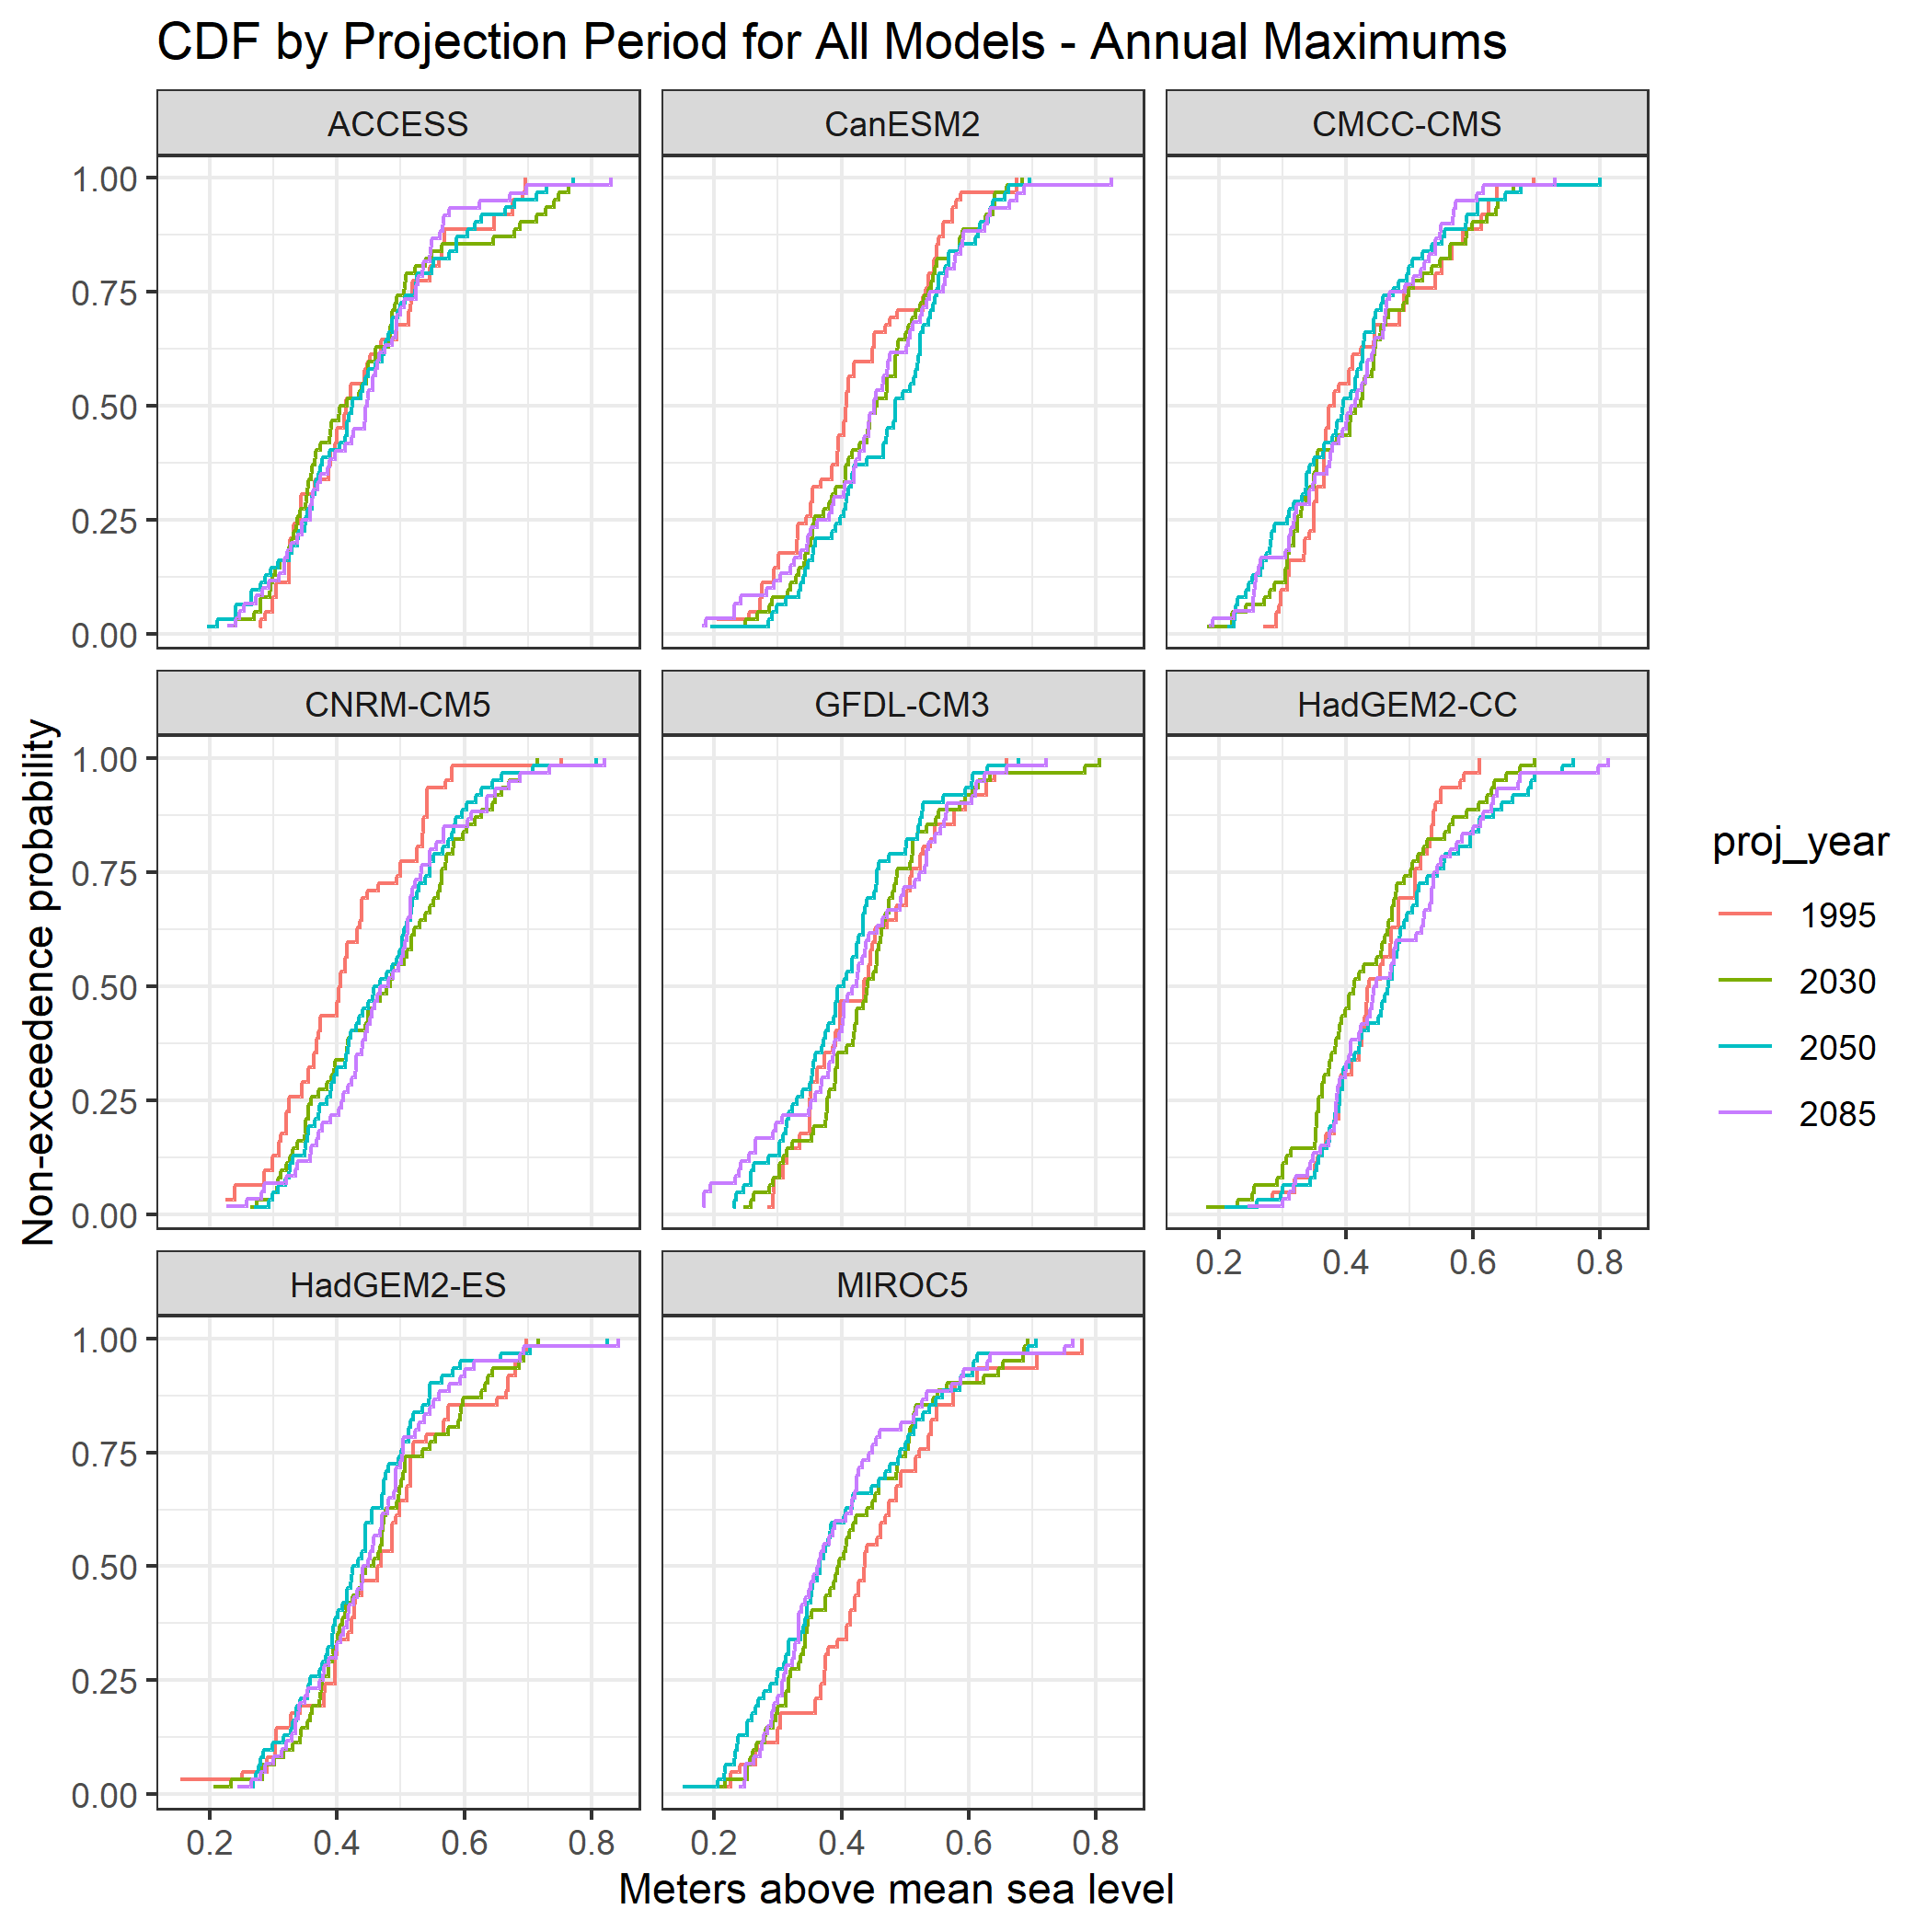 CDF by Projection Period for All Models - Annual Maximums
ACCESS
CanESM2
CMCC-CMS
1.00
0.75
0.50
0.25
0.00
CNRM-CM5
GFDL-CM3
HadGEM2-CC
1.00
0.75
0.50
0.25
0.00
0.2 0.4 0.6 0.8
HadGEM2-ES
MIROC5
1.00
0.75
0.50
0.25
0.00
0.2 0.4 0.6 0.8
0.2 0.4 0.6 0.8
Meters above mean sea level
Non-exceedence probability
proj_year
1995
2030
2050
2085